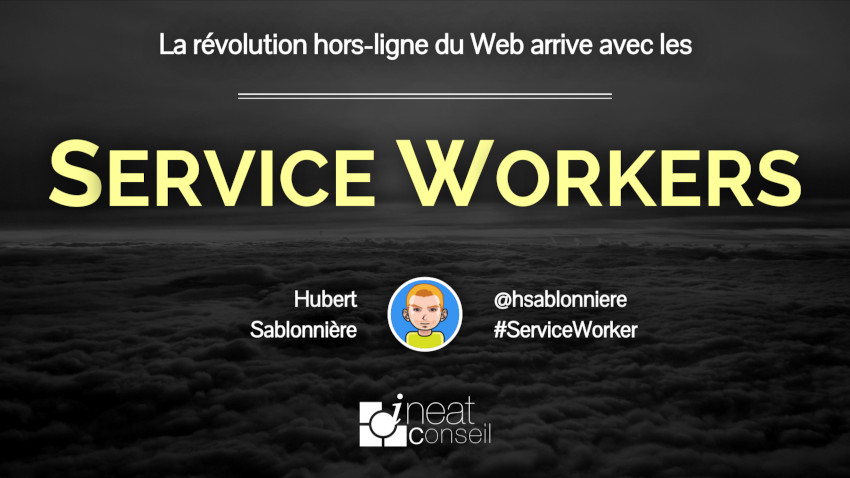 La révolution hors-ligne du Web arrive avec les
SERVICE WORKERS
Hubert
Sablonnière
@hsablonniere
#ServiceWorker
ineat
conseil